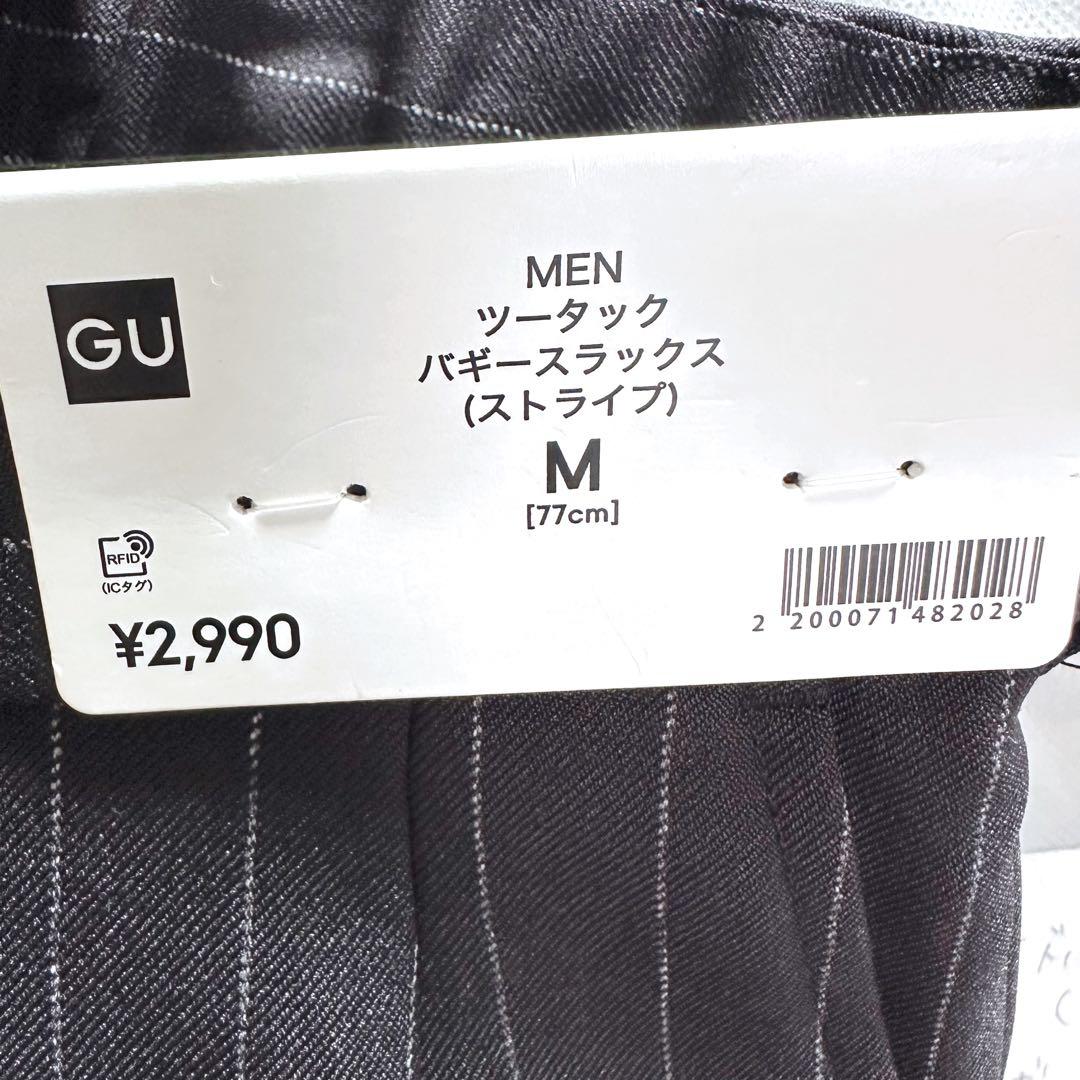 GU
MEN
ツータック
バギースラックス
(ストライプ)
M
[77cm]
RFID
(ICタグ)
¥2,990
2 200071 482028